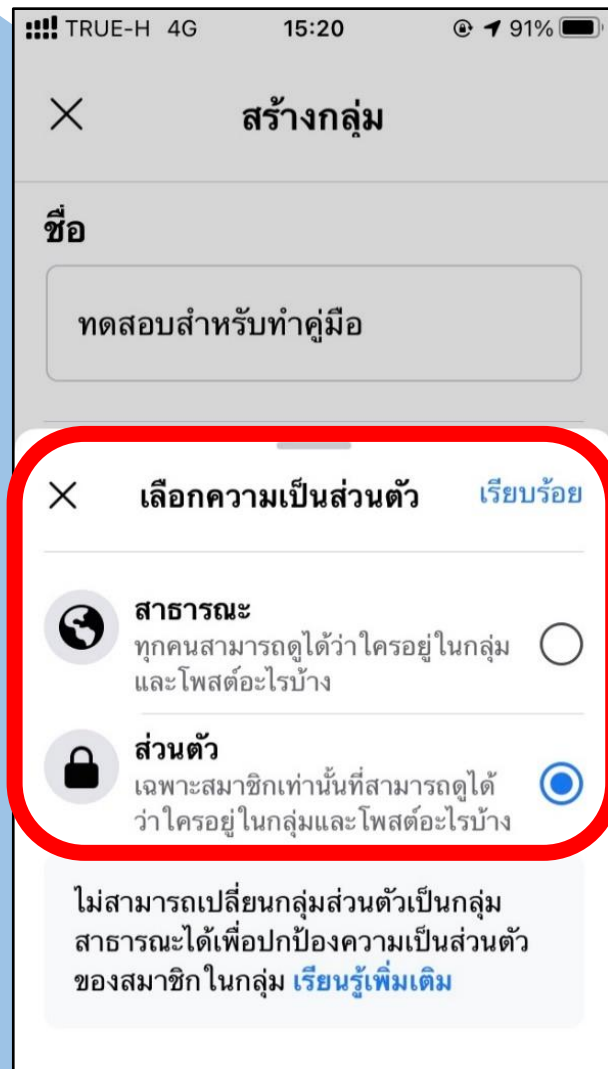 TRUE-H 4G 15:20 91%
สร้างกลุ่ม
ชื่อ
ทดสอบสำหรับทำคู่มือ
เลือกความเป็นส่วนตัว เรียบร้อย
สาธารณะ
ทุกคนสามารถดูได้ว่าใครอยู่ในกลุ่ม
และโพสต์อะไรบ้าง
ส่วนตัว
เฉพาะสมาชิกเท่านั้นที่สามารถดูได้
ว่าใครอยู่ในกลุ่มและโพสต์อะไรบ้าง
ไม่สามารถเปลี่ยนกลุ่มส่วนตัวเป็นกลุ่ม
สาธารณะได้เพื่อปกป้องความเป็นส่วนตัว
ของสมาชิกในกลุ่ม เรียนรู้เพิ่มเติม